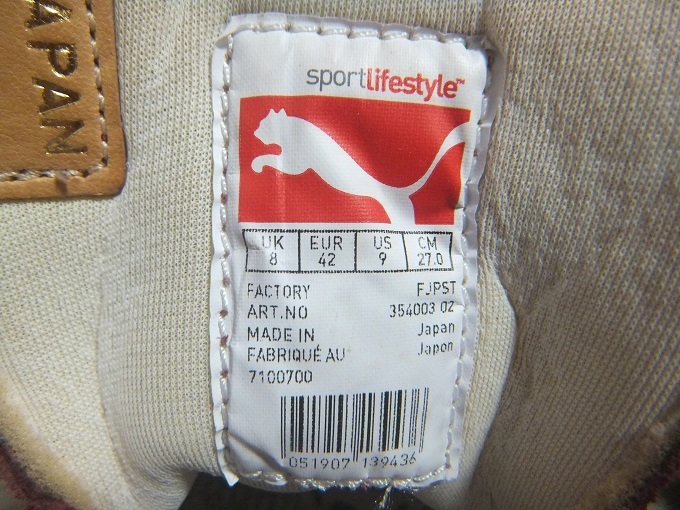 JAPAN
sportlifestyle™
UK EUR US CM
8 42 9 27.0
FACTORY FJPST
ART.NO 354003 02
MADE IN Japan
FABRIQUÉ AU Japon
7100700
051907 139436